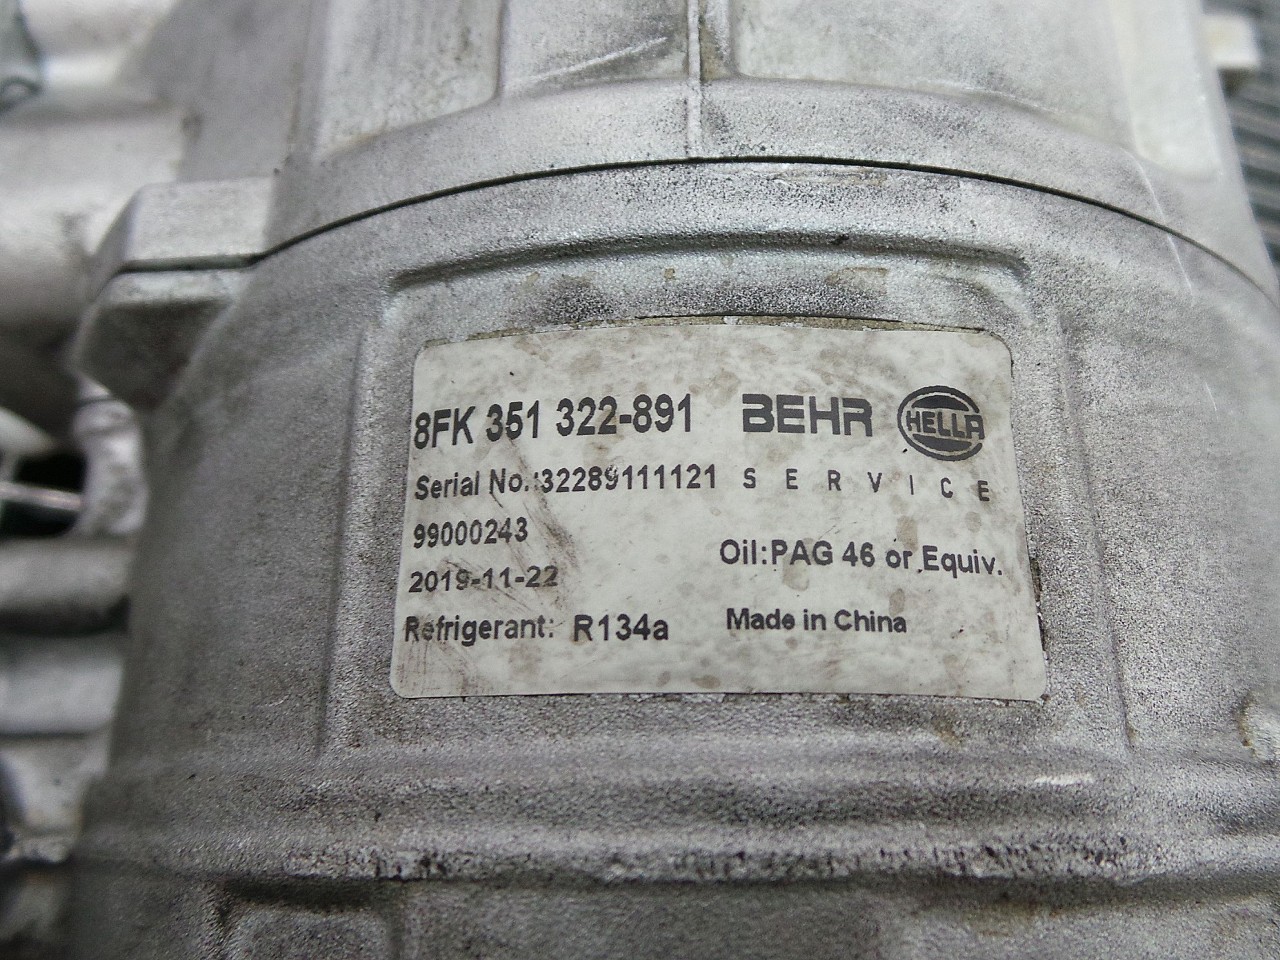 8FK 351 322-891 BEHR HELLA
Serial No.:32289111121 SERVICE
99000243
2019-11-22 Oil:PAG 46 or Equiv.
Refrigerant: R134a Made in China